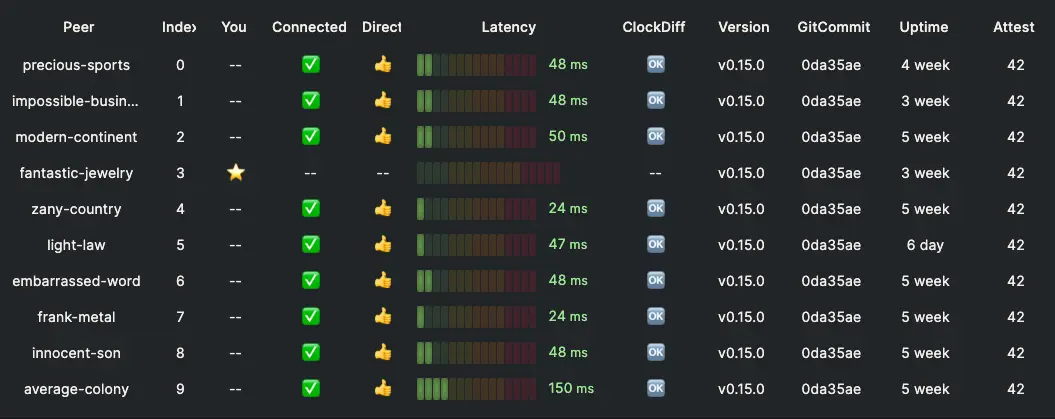 Peer Index You Connected Direct Latency ClockDiff Version GitCommit Uptime Attest
precious-sports 0 -- ✅ 👍 48 ms 🆗 v0.15.0 0da35ae 4 week 42
impossible-busin... 1 -- ✅ 👍 48 ms 🆗 v0.15.0 0da35ae 3 week 42
modern-continent 2 -- ✅ 👍 50 ms 🆗 v0.15.0 0da35ae 5 week 42
fantastic-jewelry 3 ⭐ -- -- -- v0.15.0 0da35ae 3 week 42
zany-country 4 -- ✅ 👍 24 ms 🆗 v0.15.0 0da35ae 5 week 42
light-law 5 -- ✅ 👍 47 ms 🆗 v0.15.0 0da35ae 6 day 42
embarrassed-word 6 -- ✅ 👍 48 ms 🆗 v0.15.0 0da35ae 5 week 42
frank-metal 7 -- ✅ 👍 24 ms 🆗 v0.15.0 0da35ae 5 week 42
innocent-son 8 -- ✅ 👍 48 ms 🆗 v0.15.0 0da35ae 5 week 42
average-colony 9 -- ✅ 👍 150 ms 🆗 v0.15.0 0da35ae 5 week 42